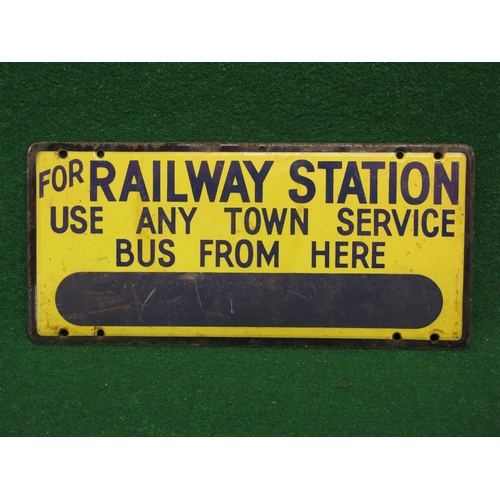 FOR RAILWAY STATION
USE ANY TOWN SERVICE
BUS FROM HERE